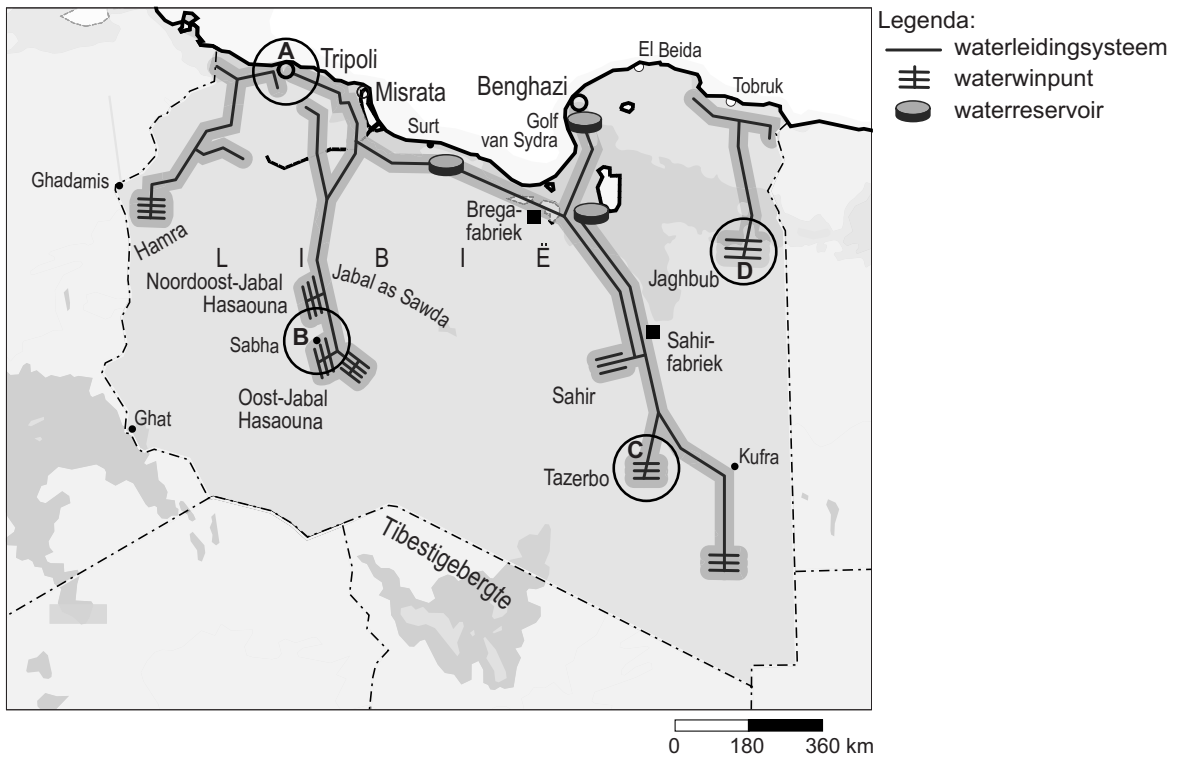 Legenda:
waterleidingsysteem
waterwinpunt
waterreservoir
A
Tripoli
Misrata
Surt
Benghazi
El Beida
Tobruk
Golf
van Sydra
Ghadamis
Hamra
Brega-
fabriek
L I B I Ë
Noordoost-Jabal
Hasaouna
Jabal as Sawda
Jaghbub
D
Sabha
B
Sahir-
fabriek
Oost-Jabal
Hasaouna
Sahir
Ghat
C
Tazerbo
Kufra
Tibestigebergte
0 180 360 km